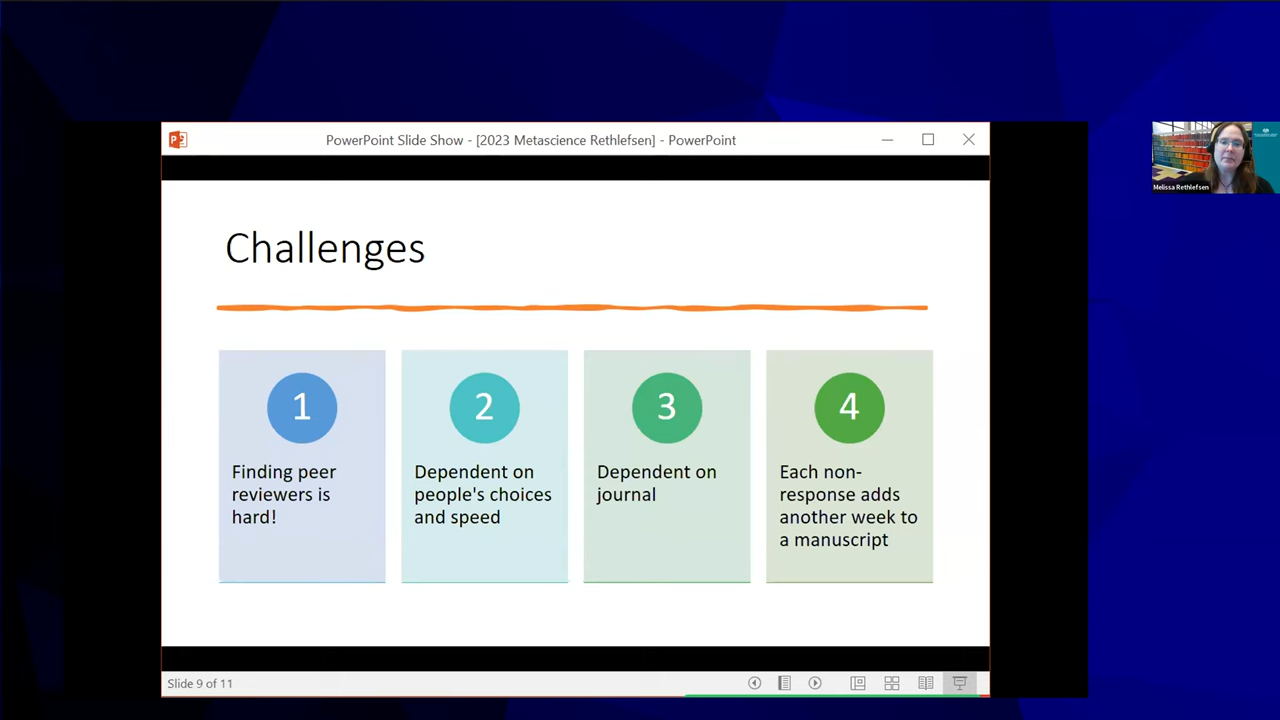 PowerPoint Slide Show - [2023 Metascience Rethlefsen] - PowerPoint
Melissa Rethlefsen
Challenges
1
Finding peer
reviewers is
hard!
2
Dependent on
people's choices
and speed
3
Dependent on
journal
4
Each non-
response adds
another week to
a manuscript
Slide 9 of 11